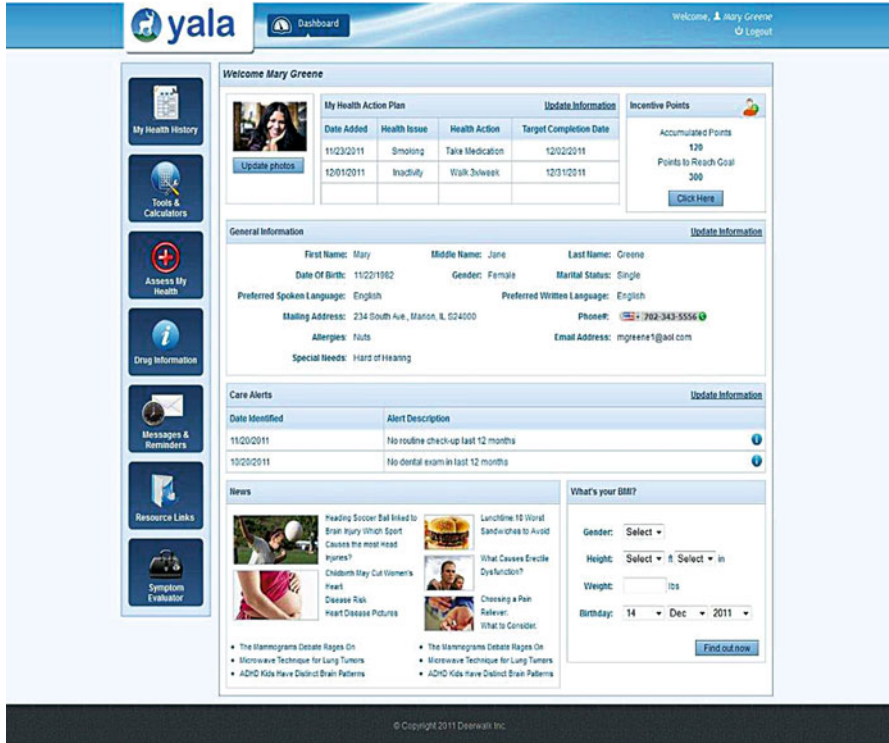 yala
Dashboard
Welcome, Mary Greene
Logout
My Health History
Tools &
Calculators
Assess My
Health
Drug Information
Messages &
Reminders
Resource Links
Symptom
Evaluator
Welcome Mary Greene
Update photos
My Health Action Plan Update Information
Date Added Health Issue Health Action Target Completion Date
11/23/2011 Smoking Take Medication 12/02/2011
12/01/2011 Inactivity Walk 3x/week 12/31/2011
Incentive Points
Accumulated Points
120
Points to Reach Goal
300
Click Here
General Information Update Information
First Name: Mary Middle Name: Jane Last Name: Greene
Date Of Birth: 11/22/1982 Gender: Female Marital Status: Single
Preferred Spoken Language: English Preferred Written Language: English
Mailing Address: 234 South Ave., Marion, IL S24000 Phone#: 702-343-5556
Allergies: Nuts Email Address: mgreene1@aol.com
Special Needs: Hard of Hearing
Care Alerts Update Information
Date Identified Alert Description
11/20/2011 No routine check-up last 12 months
10/20/2011 No dental exam in last 12 months
News
Heading Soccer Ball linked to
Brain Injury Which Sport
Causes the most Head
Injuries?
Childbirth May Cut Women's
Heart
Disease Risk
Heart Disease Pictures
Lunchtime:10 Worst
Sandwiches to Avoid
What Causes Erectile
Dysfunction?
Choosing a Pain
Reliever:
What to Consider.
The Mammograms Debate Rages On
Microwave Technique for Lung Tumors
ADHD Kids Have Distinct Brain Patterns
The Mammograms Debate Rages On
Microwave Technique for Lung Tumors
ADHD Kids Have Distinct Brain Patterns
What's your BMI?
Gender: Select
Height: Select ft Select in
Weight: lbs
Birthday: 14 Dec 2011
Find out now
© Copyright 2011 Deerwalk Inc.